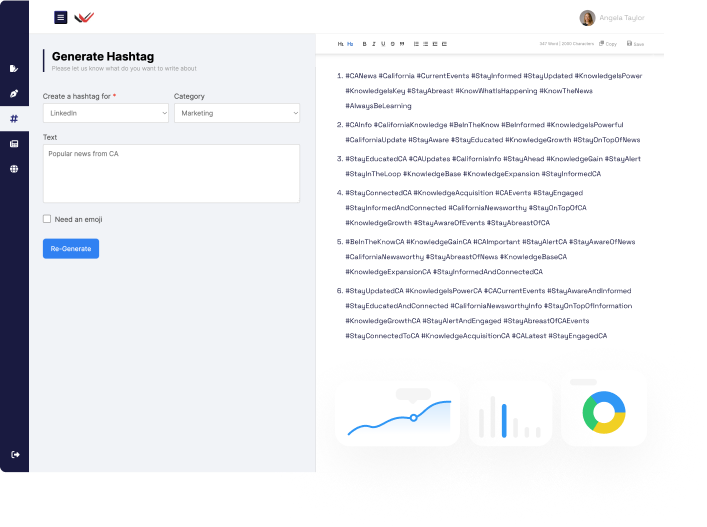 Angela Taylor
Generate Hashtag
Please let us know what do you want to write about
Create a hashtag for *
Category
LinkedIn
Marketing
Text
Popular news from CA
Need an emoji
Re-Generate
H₁ H₂ B I U S
Copy
Save
1. #CANews #California #CurrentEvents #StayInformed #StayUpdated #KnowledgeIsPower
#KnowledgeIsKey #StayAbreast #KnowWhatIsHappening #KnowTheNews
#AlwaysBeLearning
2. #CAInfo #CaliforniaKnowledge #BeInTheKnow #BeInformed #KnowledgeIsPowerful
#CaliforniaUpdate #StayAware #StayEducated #KnowledgeGrowth #StayOnTopOfNews
3. #StayEducatedCA #CAUpdates #CaliforniaInfo #StayAhead #KnowledgeGain #StayAlert
#StayInTheLoop #KnowledgeBase #KnowledgeExpansion #StayInformedCA
4. #StayConnectedCA #KnowledgeAcquisition #CAEvents #StayEngaged
#StayInformedAndConnected #CaliforniaNewsworthy #StayOnTopOfCA
#KnowledgeGrowth #StayAwareOfEvents #StayAbreastOfCA
5. #BeInTheKnowCA #KnowledgeGainCA #CAImportant #StayAlertCA #StayAwareOfNews
#CaliforniaNewsworthy #StayAbreastOfNews #KnowledgeBaseCA
#KnowledgeExpansionCA #StayInformedAndConnectedCA
6. #StayUpdatedCA #KnowledgeIsPowerCA #CACurrentEvents #StayAwareAndInformed
#StayEducatedAndConnected #CaliforniaNewsworthyInfo #StayOnTopOfInformation
#KnowledgeGrowthCA #StayAlertAndEngaged #StayAbreastOfCAEvents
#StayConnectedToCA #KnowledgeAcquisitionCA #CALatest #StayEngagedCA